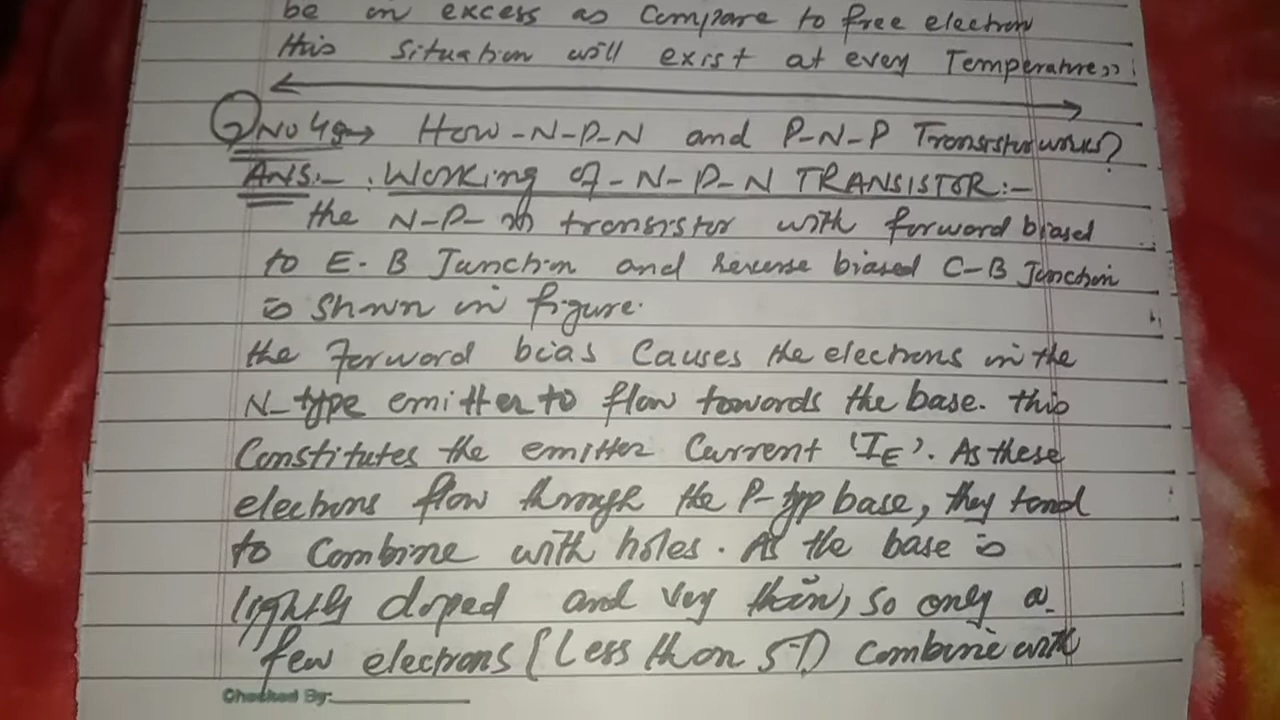 be in excess as Compare to free electron
this situation will exist at every Temperature».
Q No 4 → How -N-P-N and P-N-P Transistor works?
ANS:- Working of -N-P-N TRANSISTOR:-
the N-P-N transistor with forward biased
to E-B Junction and reverse biased C-B Junction
is shown in figure.
the forward bias Causes the electrons in the
N-type emitter to flow towards the base. this
Constitutes the emitter Current 'IE'. As these
electrons flow through the P-typ base, they tend
to Combine with holes. As the base is
lightly doped and very thin, so only a
few electrons (Less than 5%) Combine with
Checked By: